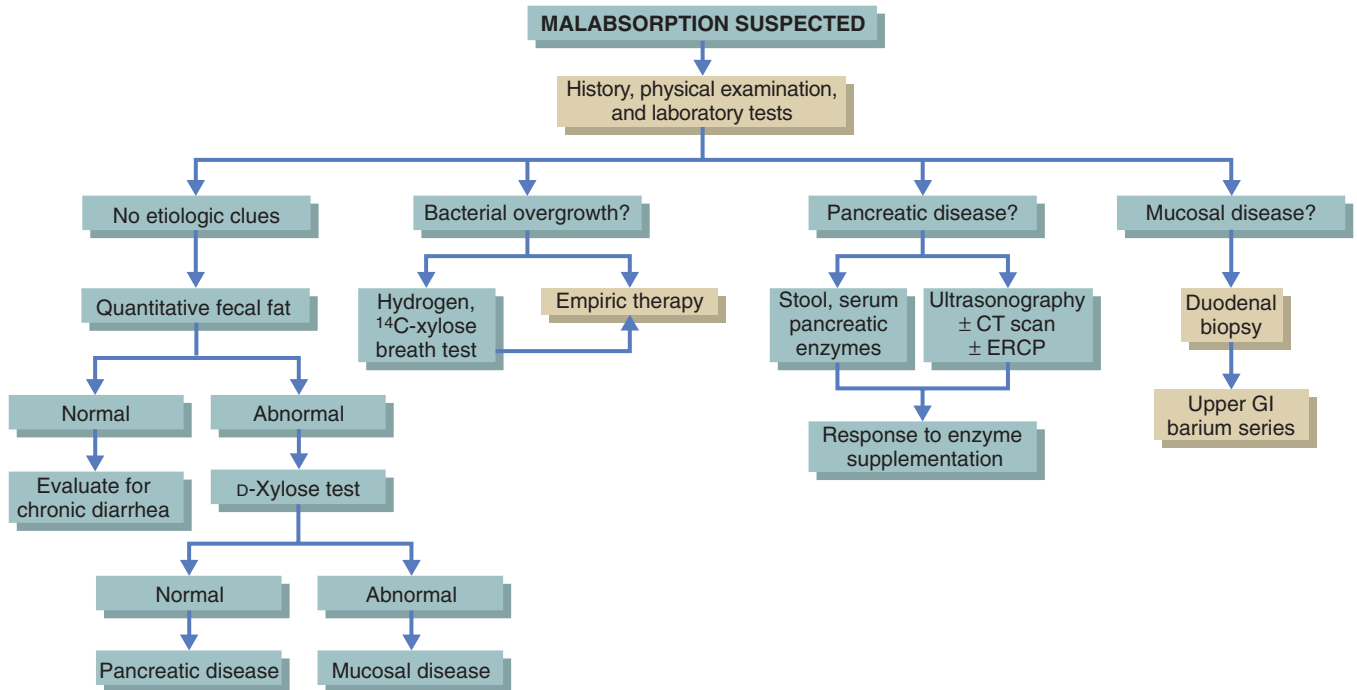 MALABSORPTION SUSPECTED
History, physical examination,
and laboratory tests
No etiologic clues
Bacterial overgrowth?
Pancreatic disease?
Mucosal disease?
Quantitative fecal fat
Hydrogen,
¹⁴C-xylose
breath test
Empiric therapy
Stool, serum
pancreatic
enzymes
Ultrasonography
± CT scan
± ERCP
Duodenal
biopsy
Normal
Abnormal
Upper GI
barium series
Response to enzyme
supplementation
Evaluate for
chronic diarrhea
D-Xylose test
Normal
Abnormal
Pancreatic disease
Mucosal disease